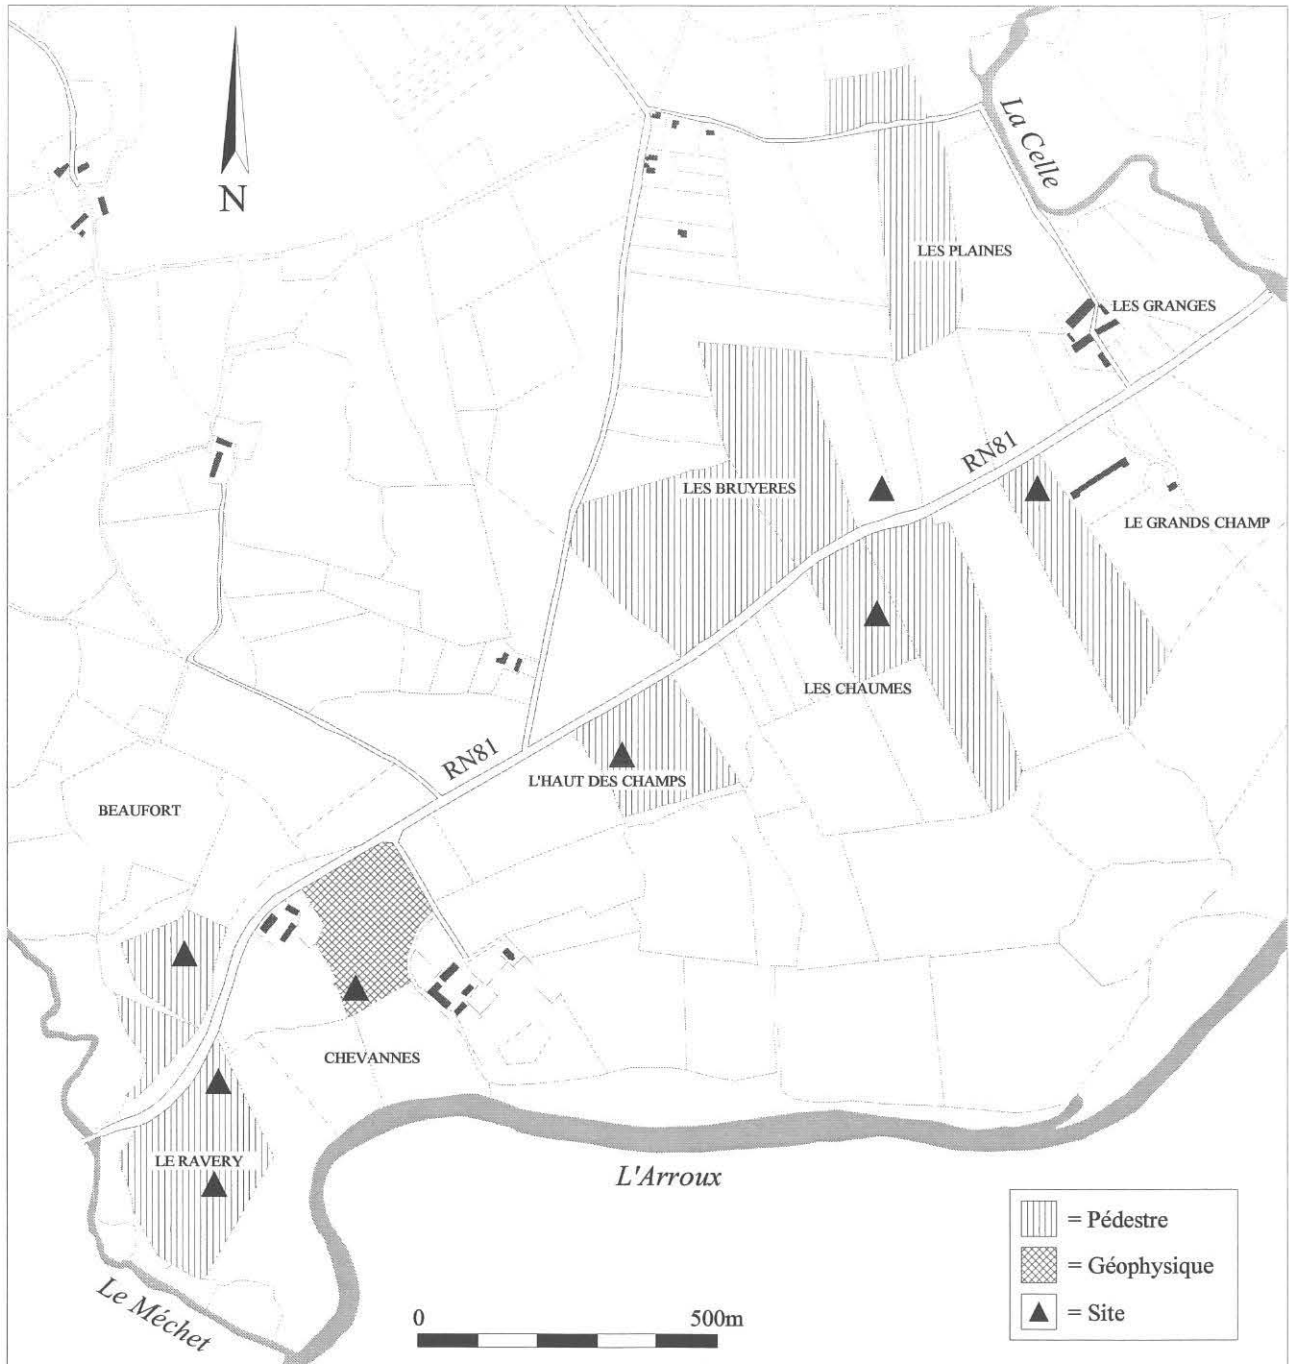 La Celle
N
LES PLAINES
LES GRANGES
RN81
LES BRUYERES
LE GRANDS CHAMP
LES CHAUMES
RN81
L'HAUT DES CHAMPS
BEAUFORT
CHEVANNES
LE RAVERY
L'Arroux
Le Méchet
= Pédestre
= Géophysique
= Site
0 500m